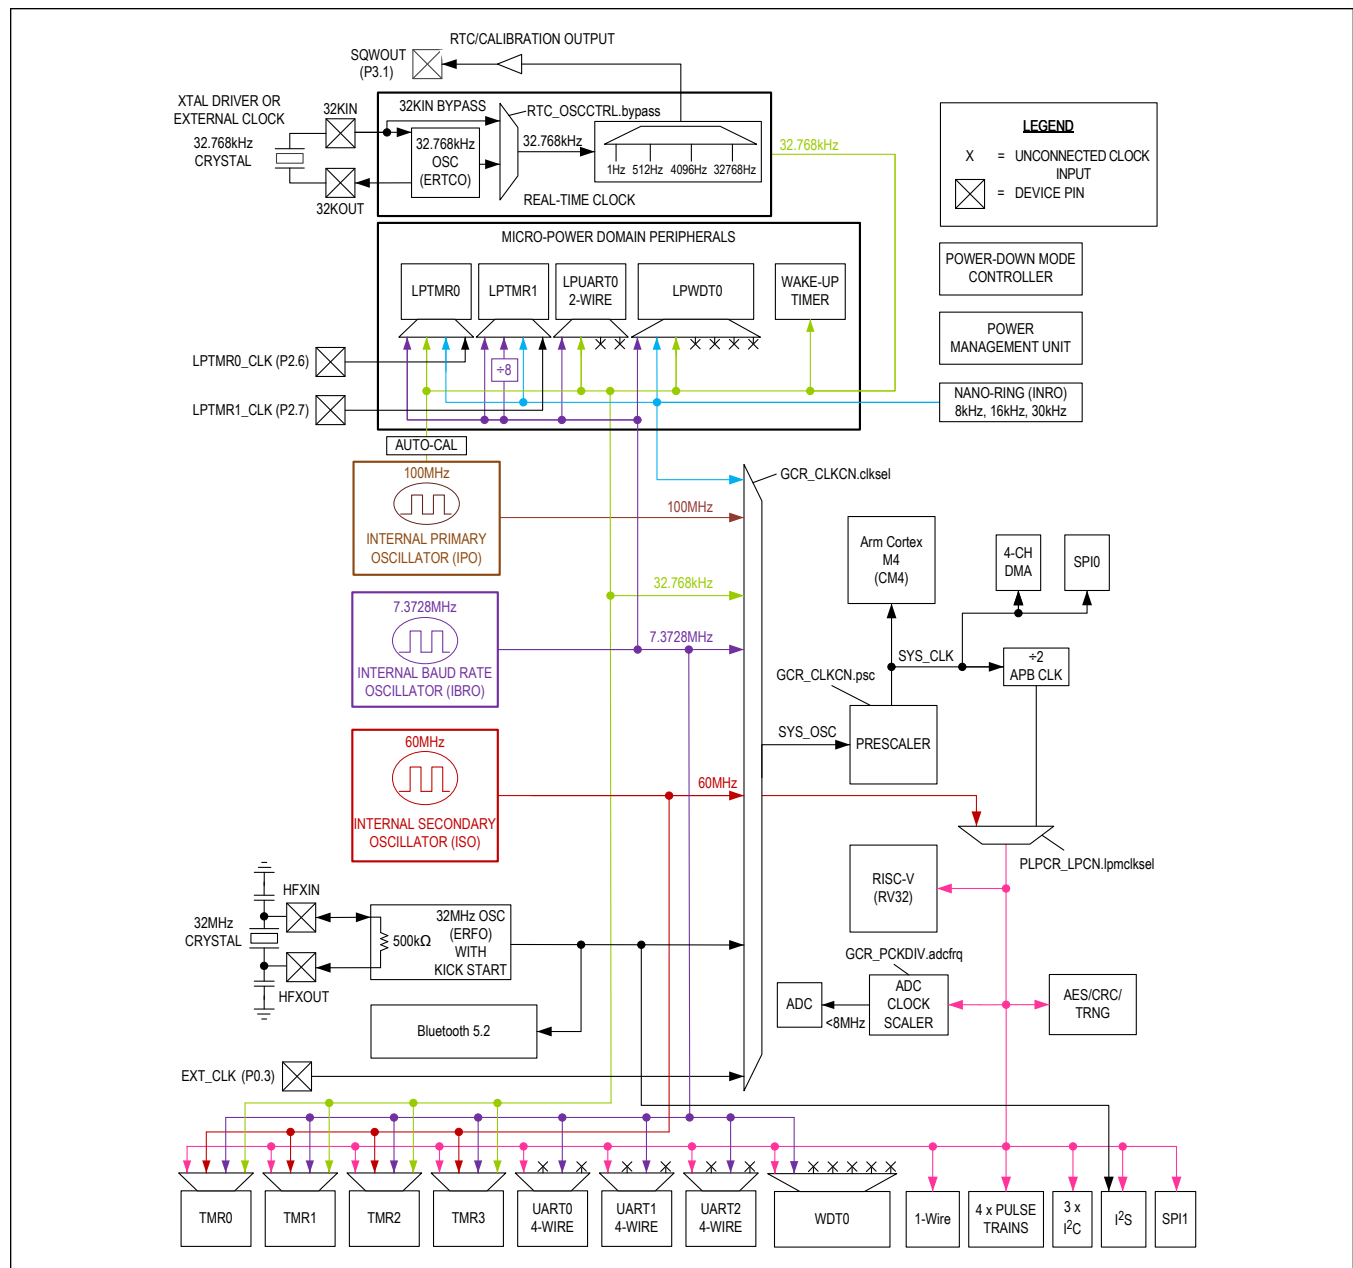 RTC/CALIBRATION OUTPUT
SQWOUT
(P3.1)
XTAL DRIVER OR
EXTERNAL CLOCK
32KIN
32.768kHz
CRYSTAL
32KOUT
32KIN BYPASS
RTC_OSCCTRL.bypass
32.768kHz
OSC
(ERTCO)
32.768kHz
1Hz 512Hz 4096Hz 32768Hz
REAL-TIME CLOCK
32.768kHz
LEGEND
X = UNCONNECTED CLOCK
INPUT
= DEVICE PIN
MICRO-POWER DOMAIN PERIPHERALS
LPTMR0
LPTMR1
LPUART0
2-WIRE
LPWDT0
WAKE-UP
TIMER
÷8
LPTMR0_CLK (P2.6)
LPTMR1_CLK (P2.7)
POWER-DOWN MODE
CONTROLLER
POWER
MANAGEMENT UNIT
NANO-RING (INRO)
8kHz, 16kHz, 30kHz
AUTO-CAL
100MHz
INTERNAL PRIMARY
OSCILLATOR (IPO)
GCR_CLKCN.clksel
100MHz
32.768kHz
7.3728MHz
INTERNAL BAUD RATE
OSCILLATOR (IBRO)
7.3728MHz
60MHz
INTERNAL SECONDARY
OSCILLATOR (ISO)
60MHz
Arm Cortex
M4
(CM4)
4-CH
DMA
SPI0
SYS_CLK
÷2
APB CLK
GCR_CLKCN.psc
SYS_OSC
PRESCALER
PLPCR_LPCN.lpmclksel
RISC-V
(RV32)
GCR_PCKDIV.adcfrq
ADC
<8MHz
ADC
CLOCK
SCALER
AES/CRC/
TRNG
HFXIN
32MHz
CRYSTAL
HFXOUT
500kΩ
32MHz OSC
(ERFO)
WITH
KICK START
Bluetooth 5.2
EXT_CLK (P0.3)
TMR0
TMR1
TMR2
TMR3
UART0
4-WIRE
UART1
4-WIRE
UART2
4-WIRE
WDT0
1-Wire
4 x PULSE
TRAINS
3 x
I²C
I²S
SPI1